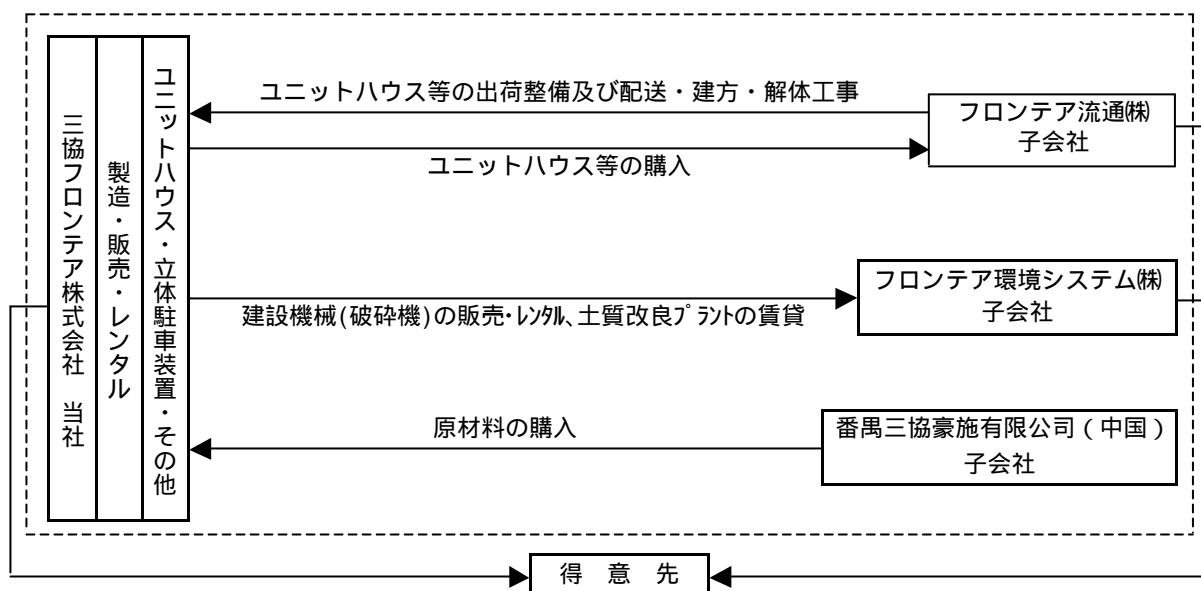 三協フロンテア株式会社 当社
製造・販売・レンタル
ユニットハウス・立体駐車装置・その他
ユニットハウス等の出荷整備及び配送・建方・解体工事
フロンテア流通㈱
子会社
ユニットハウス等の購入
フロンテア環境システム㈱
子会社
建設機械(破砕機)の販売・ﾚﾝﾀﾙ、土質改良ﾌﾟﾗﾝﾄの賃貸
原材料の購入
番禺三協豪施有限公司（中国）
子会社
得 意 先